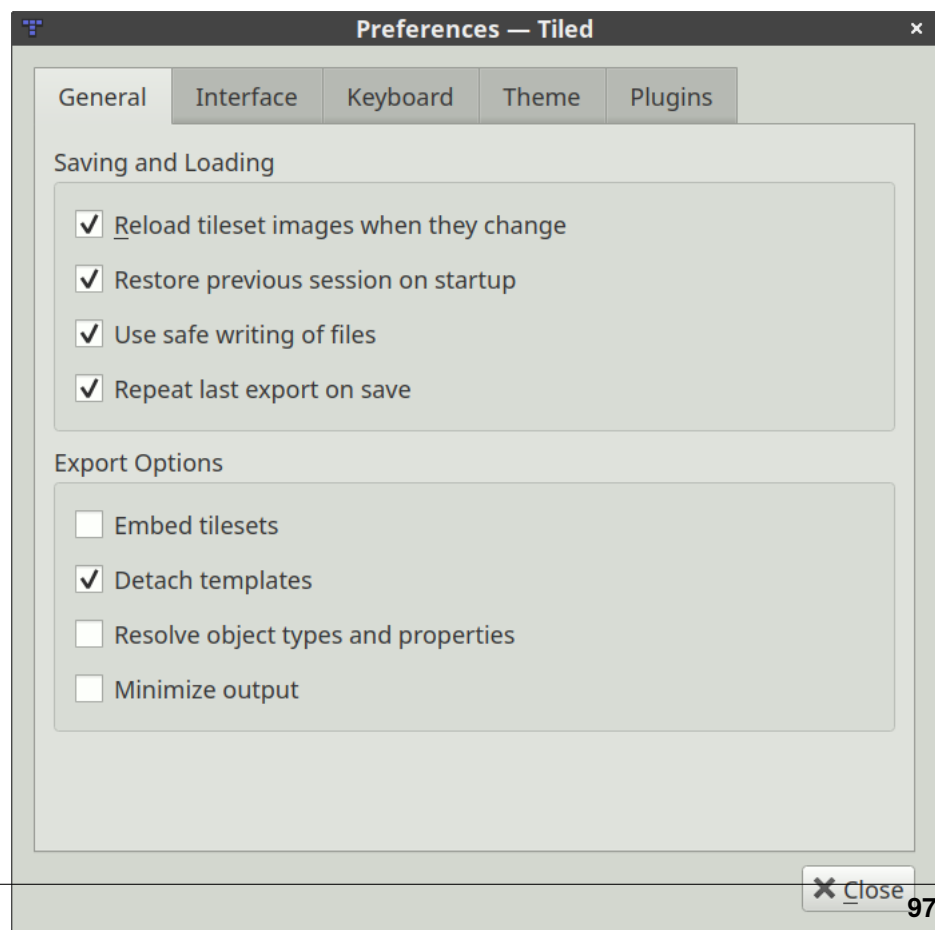 Preferences — Tiled
General Interface Keyboard Theme Plugins
Saving and Loading
Reload tileset images when they change
Restore previous session on startup
Use safe writing of files
Repeat last export on save
Export Options
Embed tilesets
Detach templates
Resolve object types and properties
Minimize output
Close
97